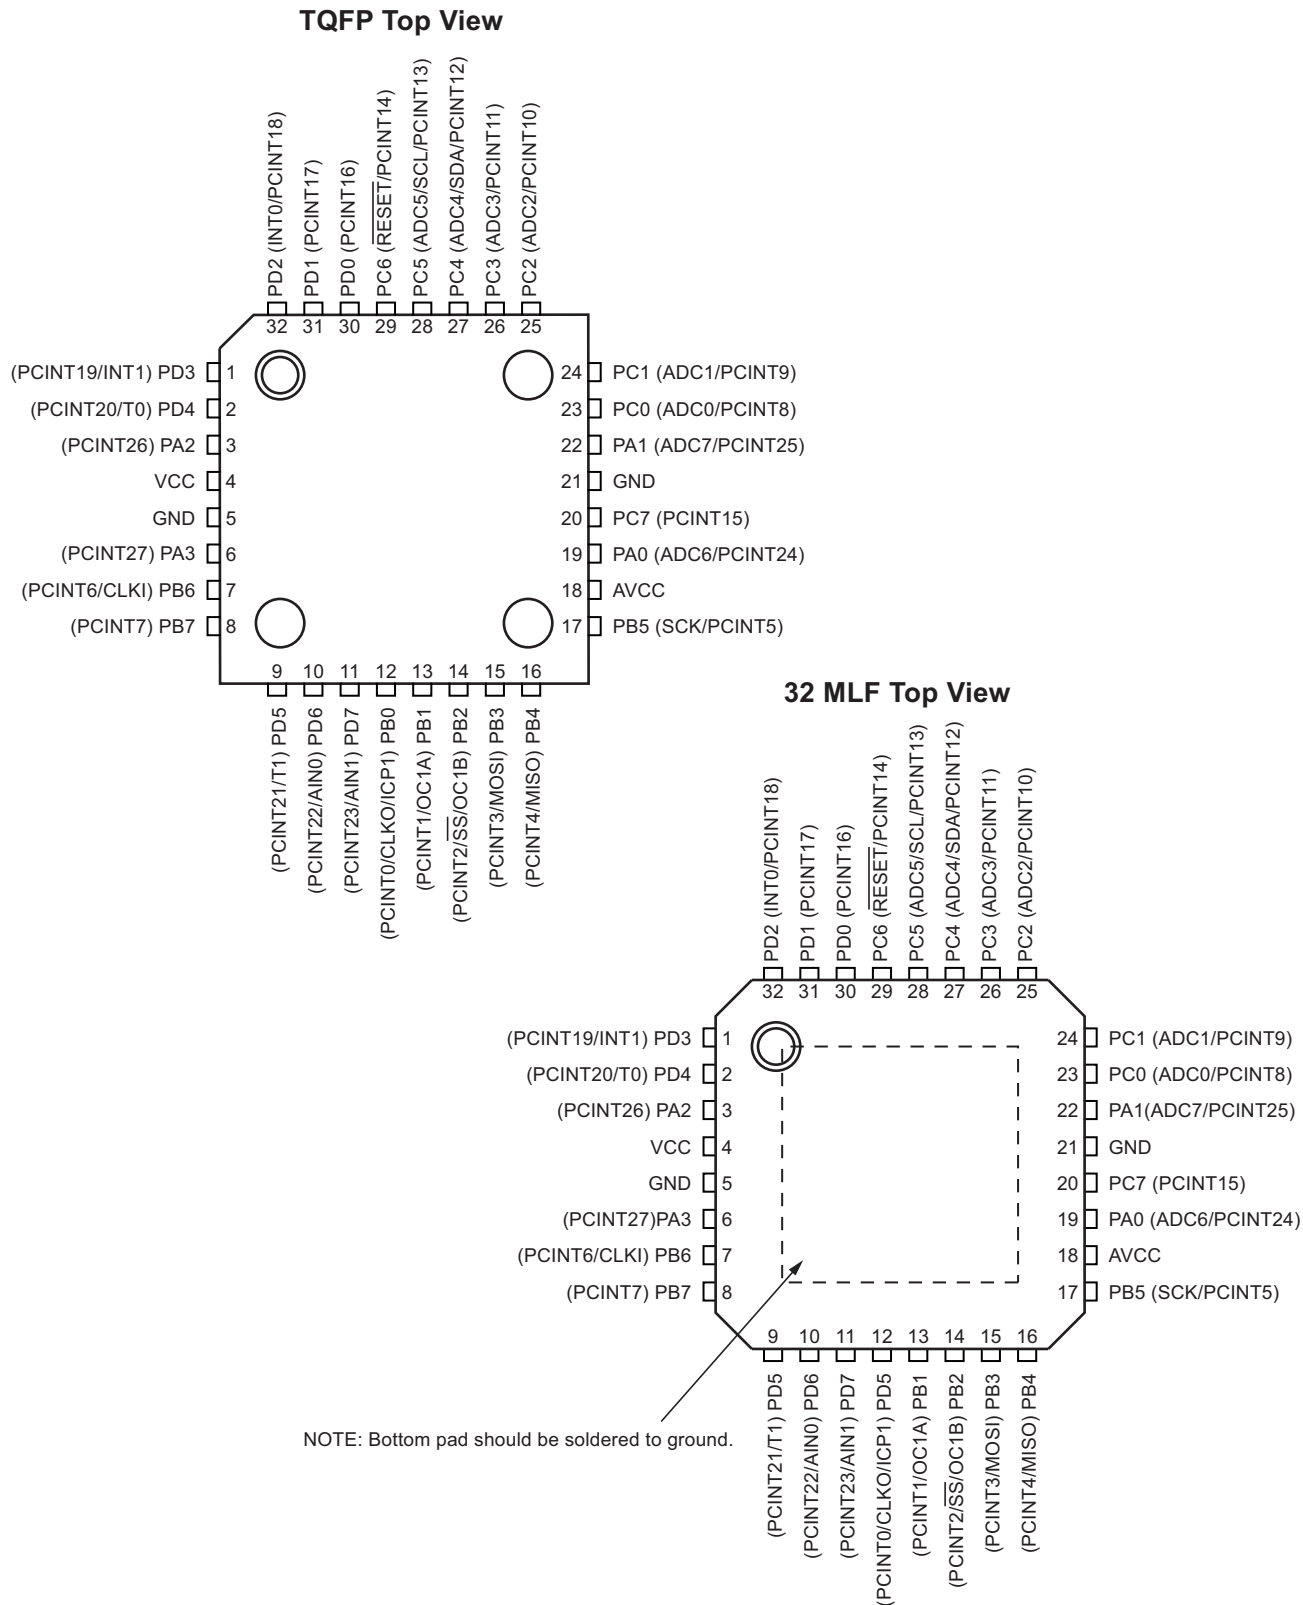 TQFP Top View
PD2 (INT0/PCINT18)
PD1 (PCINT17)
PD0 (PCINT16)
PC6 (RESET/PCINT14)
PC5 (ADC5/SCL/PCINT13)
PC4 (ADC4/SDA/PCINT12)
PC3 (ADC3/PCINT11)
PC2 (ADC2/PCINT10)
32 31 30 29 28 27 26 25
(PCINT19/INT1) PD3 1
(PCINT20/T0) PD4 2
(PCINT26) PA2 3
VCC 4
GND 5
(PCINT27) PA3 6
(PCINT6/CLKI) PB6 7
(PCINT7) PB7 8
24 PC1 (ADC1/PCINT9)
23 PC0 (ADC0/PCINT8)
22 PA1 (ADC7/PCINT25)
21 GND
20 PC7 (PCINT15)
19 PA0 (ADC6/PCINT24)
18 AVCC
17 PB5 (SCK/PCINT5)
9 10 11 12 13 14 15 16
(PCINT21/T1) PD5
(PCINT22/AIN0) PD6
(PCINT23/AIN1) PD7
(PCINT0/CLKO/ICP1) PB0
(PCINT1/OC1A) PB1
(PCINT2/SS/OC1B) PB2
(PCINT3/MOSI) PB3
(PCINT4/MISO) PB4
32 MLF Top View
PD2 (INT0/PCINT18)
PD1 (PCINT17)
PD0 (PCINT16)
PC6 (RESET/PCINT14)
PC5 (ADC5/SCL/PCINT13)
PC4 (ADC4/SDA/PCINT12)
PC3 (ADC3/PCINT11)
PC2 (ADC2/PCINT10)
32 31 30 29 28 27 26 25
(PCINT19/INT1) PD3 1
(PCINT20/T0) PD4 2
(PCINT26) PA2 3
VCC 4
GND 5
(PCINT27)PA3 6
(PCINT6/CLKI) PB6 7
(PCINT7) PB7 8
24 PC1 (ADC1/PCINT9)
23 PC0 (ADC0/PCINT8)
22 PA1(ADC7/PCINT25)
21 GND
20 PC7 (PCINT15)
19 PA0 (ADC6/PCINT24)
18 AVCC
17 PB5 (SCK/PCINT5)
9 10 11 12 13 14 15 16
(PCINT21/T1) PD5
(PCINT22/AIN0) PD6
(PCINT23/AIN1) PD7
(PCINT0/CLKO/ICP1) PD5
(PCINT1/OC1A) PB1
(PCINT2/SS/OC1B) PB2
(PCINT3/MOSI) PB3
(PCINT4/MISO) PB4
NOTE: Bottom pad should be soldered to ground.